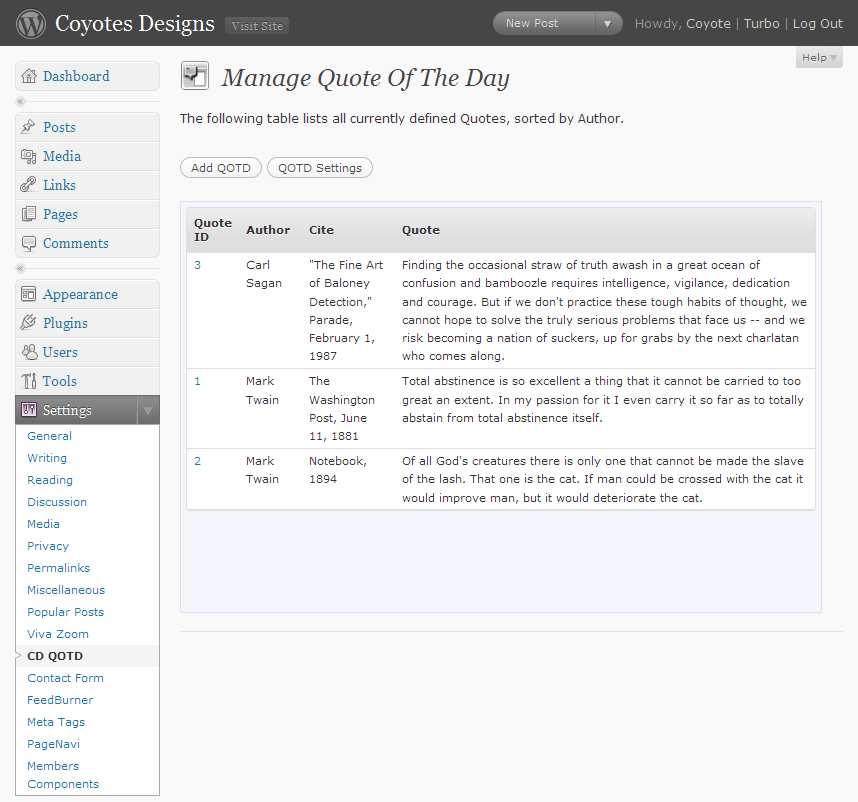 Coyotes Designs Visit Site New Post Howdy, Coyote | Turbo | Log Out
Help
Dashboard
Posts
Media
Links
Pages
Comments
Appearance
Plugins
Users
Tools
Settings
General
Writing
Reading
Discussion
Media
Privacy
Permalinks
Miscellaneous
Popular Posts
Viva Zoom
CD QOTD
Contact Form
FeedBurner
Meta Tags
PageNavi
Members
Components
Manage Quote Of The Day
The following table lists all currently defined Quotes, sorted by Author.
Add QOTD QOTD Settings
Quote
ID
Author
Cite
Quote
3
Carl
Sagan
"The Fine Art
of Baloney
Detection,"
Parade,
February 1,
1987
Finding the occasional straw of truth awash in a great ocean of
confusion and bamboozle requires intelligence, vigilance, dedication
and courage. But if we don't practice these tough habits of thought, we
cannot hope to solve the truly serious problems that face us -- and we
risk becoming a nation of suckers, up for grabs by the next charlatan
who comes along.
1
Mark
Twain
The
Washington
Post, June
11, 1881
Total abstinence is so excellent a thing that it cannot be carried to too
great an extent. In my passion for it I even carry it so far as to totally
abstain from total abstinence itself.
2
Mark
Twain
Notebook,
1894
Of all God's creatures there is only one that cannot be made the slave
of the lash. That one is the cat. If man could be crossed with the cat it
would improve man, but it would deteriorate the cat.